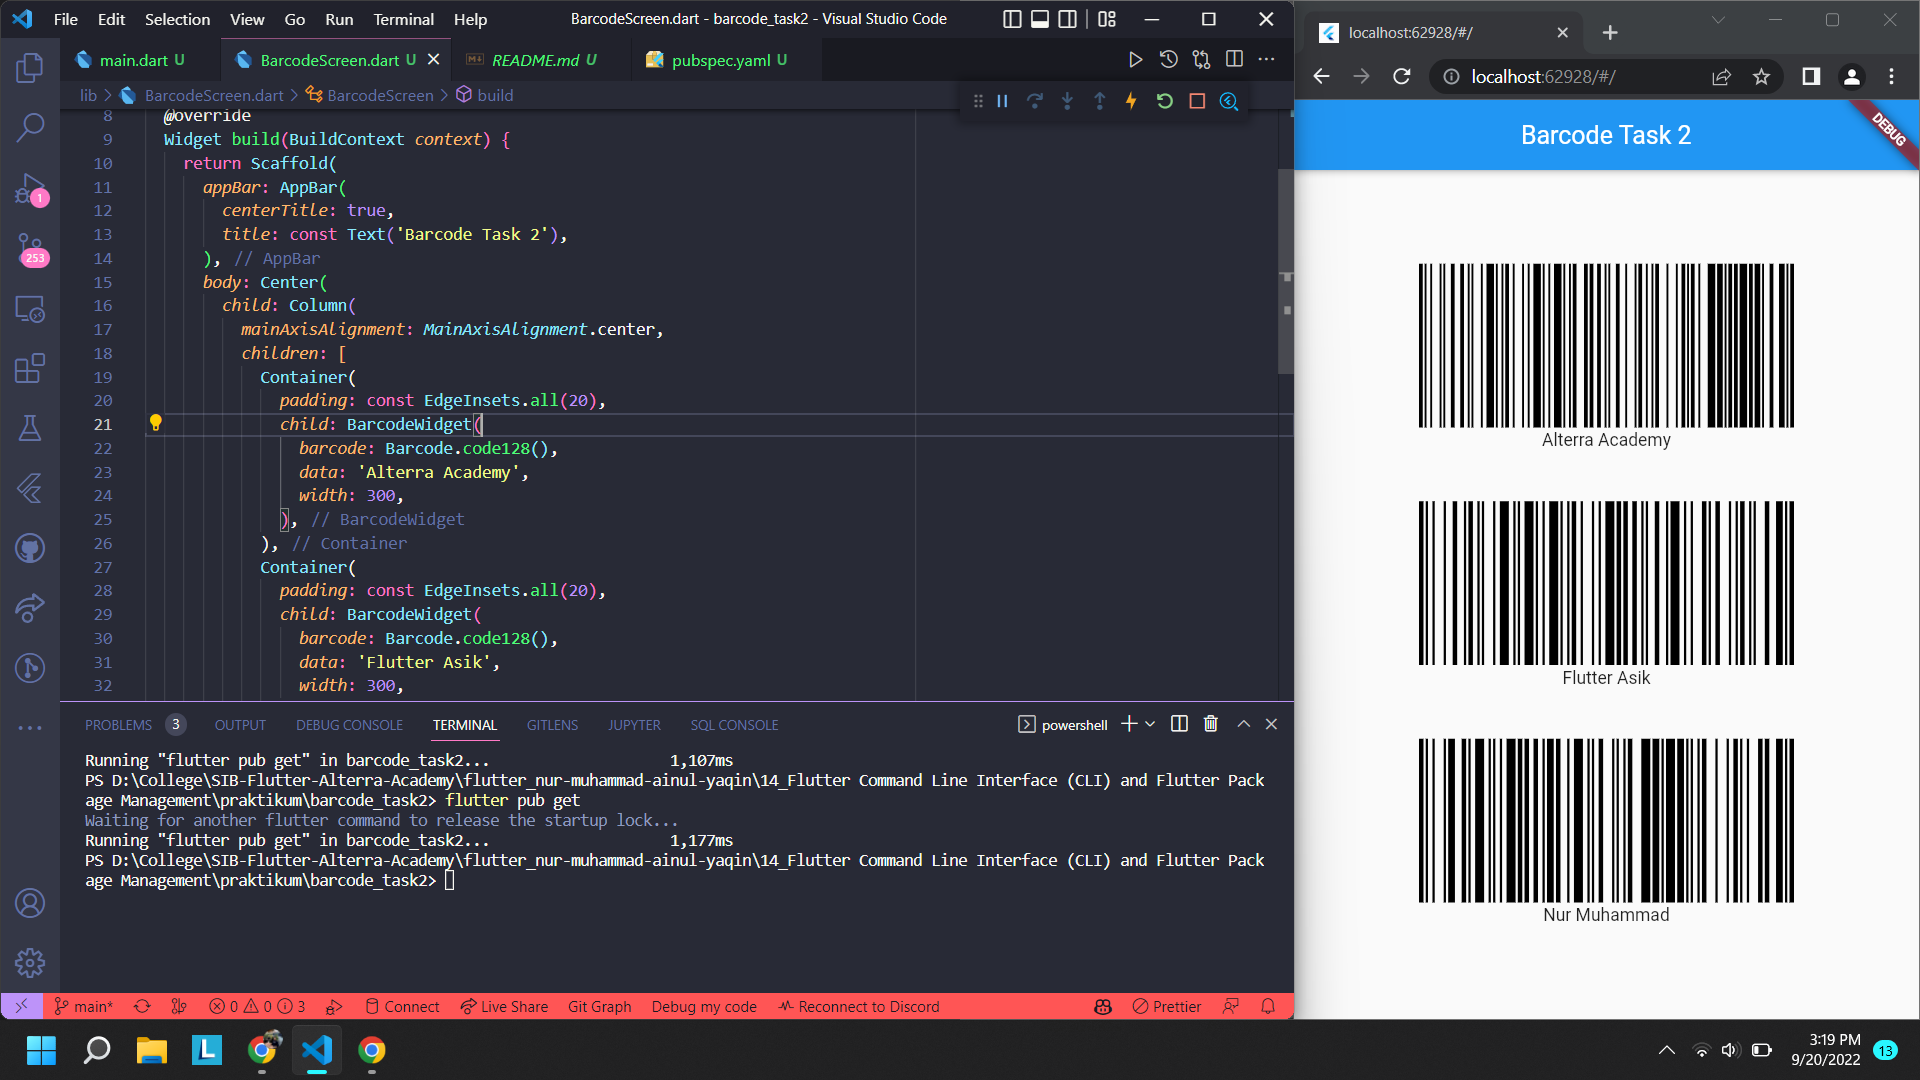 File Edit Selection View Go Run Terminal Help
BarcodeScreen.dart - barcode_task2 - Visual Studio Code
main.dart U
BarcodeScreen.dart U
README.md U
pubspec.yaml U
lib > BarcodeScreen.dart > BarcodeScreen > build
8 @override
9 Widget build(BuildContext context) {
10 return Scaffold(
11 appBar: AppBar(
12 centerTitle: true,
13 title: const Text('Barcode Task 2'),
14 ), // AppBar
15 body: Center(
16 child: Column(
17 mainAxisAlignment: MainAxisAlignment.center,
18 children: [
19 Container(
20 padding: const EdgeInsets.all(20),
21 child: BarcodeWidget(
22 barcode: Barcode.code128(),
23 data: 'Alterra Academy',
24 width: 300,
25 ), // BarcodeWidget
26 ), // Container
27 Container(
28 padding: const EdgeInsets.all(20),
29 child: BarcodeWidget(
30 barcode: Barcode.code128(),
31 data: 'Flutter Asik',
32 width: 300,
1
253
PROBLEMS 3 OUTPUT DEBUG CONSOLE TERMINAL GITLENS JUPYTER SQL CONSOLE
powershell
Running "flutter pub get" in barcode_task2... 1,107ms
PS D:\College\SIB-Flutter-Alterra-Academy\flutter_nur-muhammad-ainul-yaqin\14_Flutter Command Line Interface (CLI) and Flutter Pack
age Management\praktikum\barcode_task2> flutter pub get
Waiting for another flutter command to release the startup lock...
Running "flutter pub get" in barcode_task2... 1,177ms
PS D:\College\SIB-Flutter-Alterra-Academy\flutter_nur-muhammad-ainul-yaqin\14_Flutter Command Line Interface (CLI) and Flutter Pack
age Management\praktikum\barcode_task2>
main* 0 0 3 Connect Live Share Git Graph Debug my code Reconnect to Discord Prettier
localhost:62928/#/
localhost:62928/#/
Barcode Task 2
DEBUG
Alterra Academy
Flutter Asik
Nur Muhammad
L
3:19 PM
9/20/2022
13